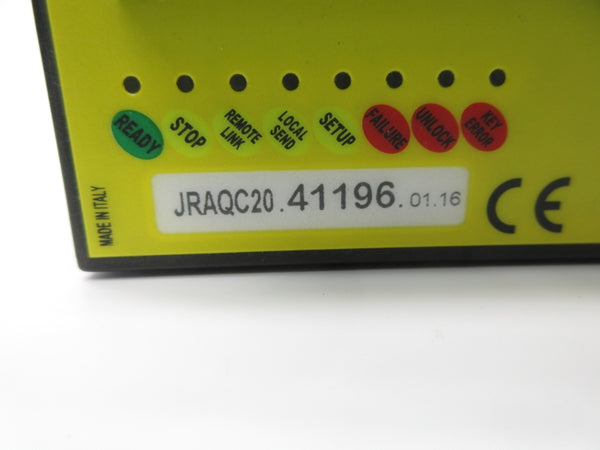 READY
STOP
REMOTE
LINK
LOCAL
SEND
SETUP
FAILURE
UNLOCK
KEY
ERROR
MADE IN ITALY
JRAQC20.41196.01.16
CE